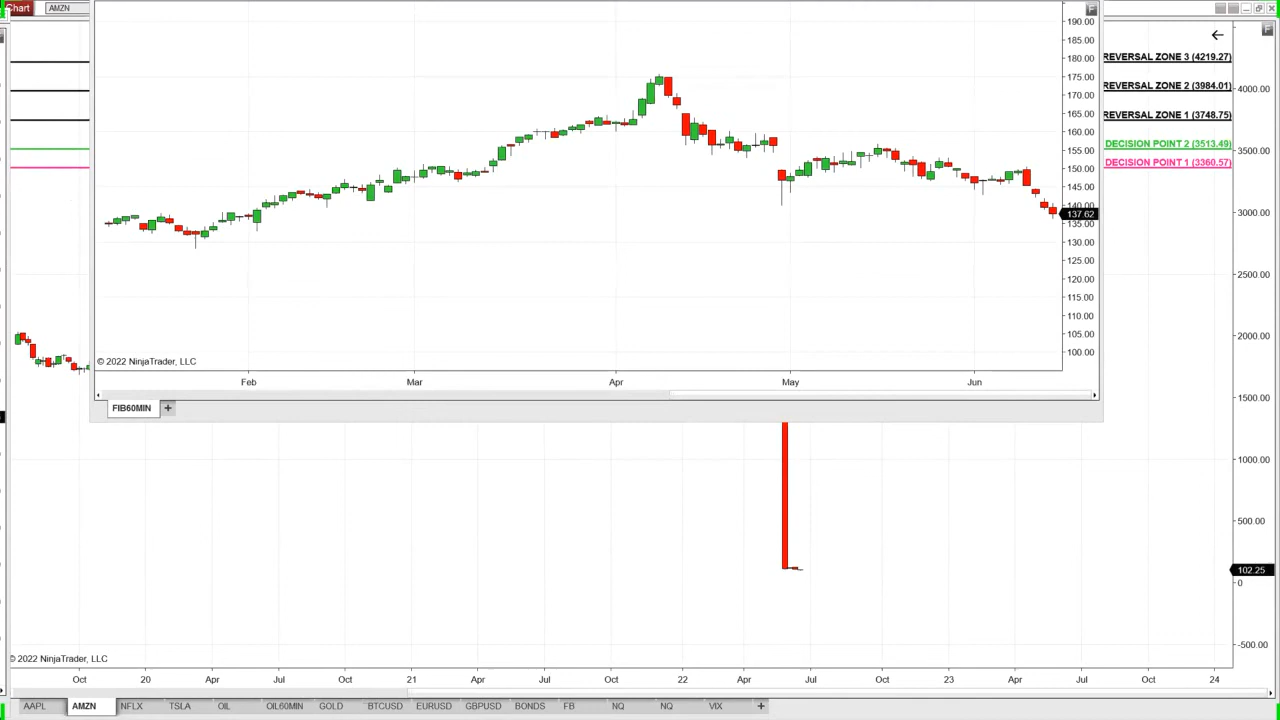 Chart AMZN
F
190.00
185.00
180.00
175.00
170.00
165.00
160.00
155.00
150.00
145.00
140.00
137.62
135.00
130.00
125.00
120.00
115.00
110.00
105.00
100.00
© 2022 NinjaTrader, LLC
Feb Mar Apr May Jun
FIB60MIN +
F
REVERSAL ZONE 3 (4219.27)
REVERSAL ZONE 2 (3984.01)
REVERSAL ZONE 1 (3748.75)
DECISION POINT 2 (3513.49)
DECISION POINT 1 (3360.57)
4000.00
3500.00
3000.00
2500.00
2000.00
1500.00
1000.00
500.00
102.25
0
-500.00
© 2022 NinjaTrader, LLC
Oct 20 Apr Jul Oct 21 Apr Jul Oct 22 Apr Jul Oct 23 Apr Jul Oct 24
AAPL AMZN NFLX TSLA OIL OIL60MIN GOLD BTCUSD EURUSD GBPUSD BONDS FB NQ NQ VIX +